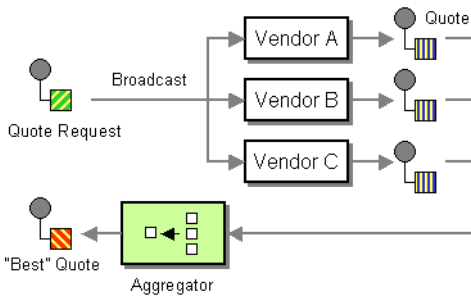 Vendor A
Quote
Broadcast
Vendor B
Quote Request
Vendor C
"Best" Quote
Aggregator